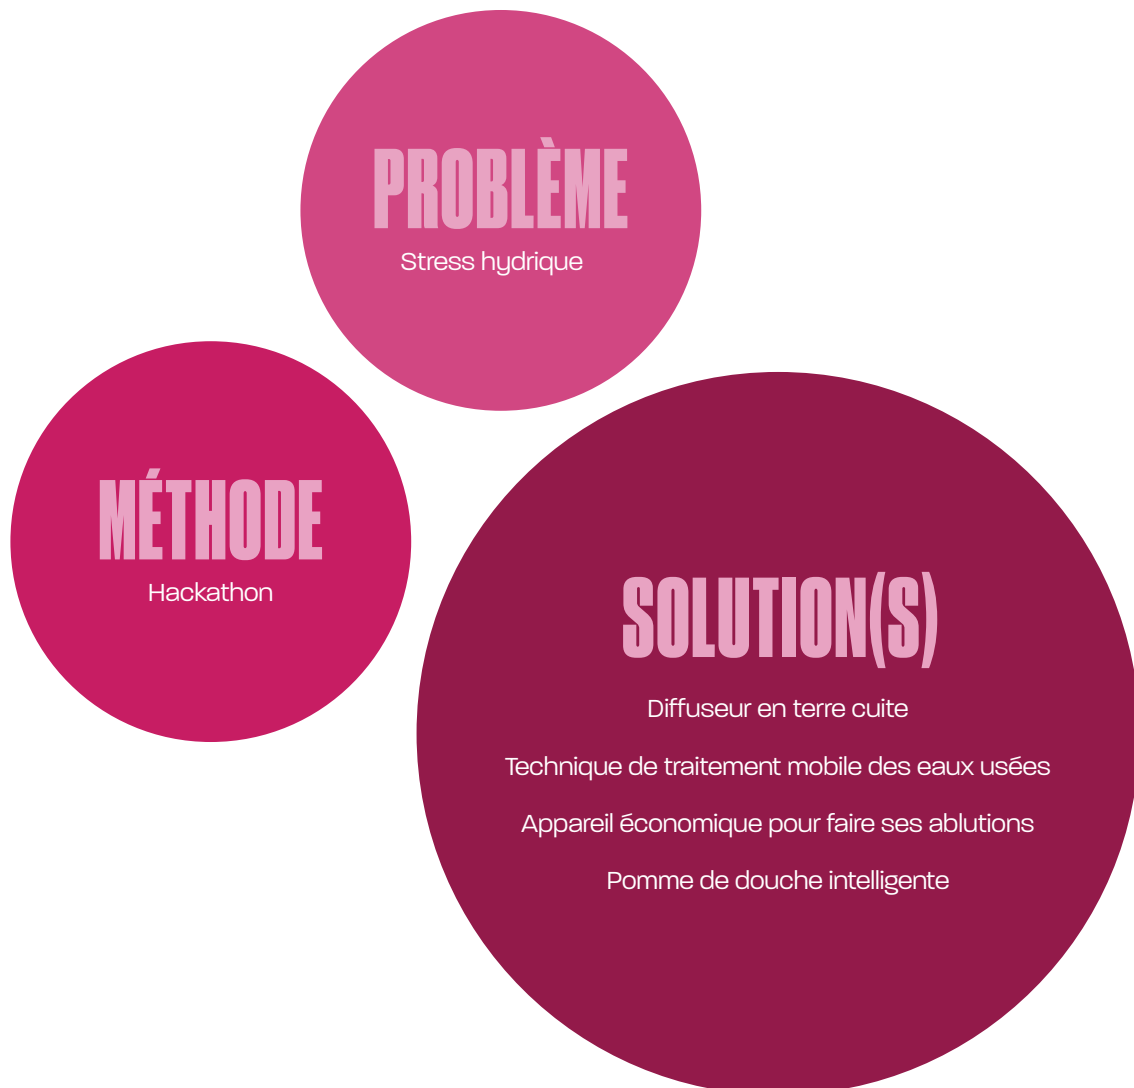 PROBLÈME
Stress hydrique
MÉTHODE
Hackathon
SOLUTION(S)
Diffuseur en terre cuite
Technique de traitement mobile des eaux usées
Appareil économique pour faire ses ablutions
Pomme de douche intelligente